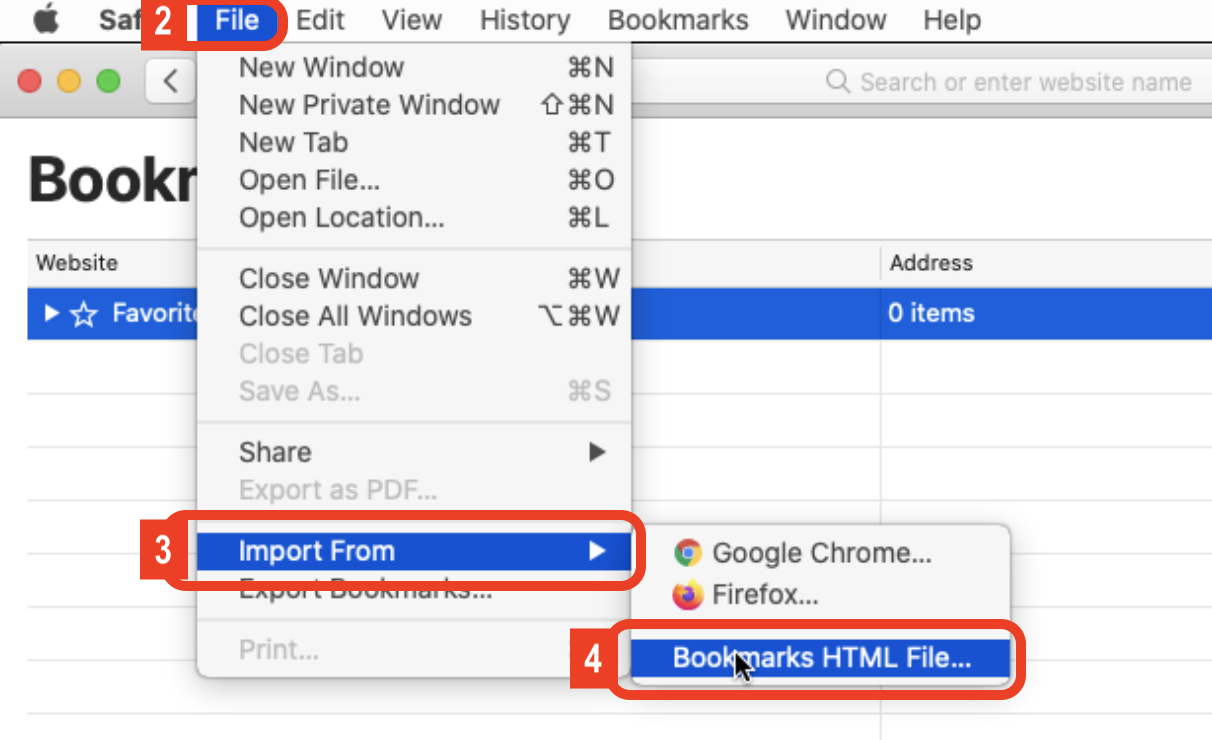 Saf 2 File Edit View History Bookmarks Window Help
Search or enter website name
New Window ⌘N
New Private Window ⇧⌘N
New Tab ⌘T
Open File... ⌘O
Open Location... ⌘L
Bookm
Website
Address
Close Window ⌘W
Favorite
0 items
Close All Windows ⌥⌘W
Close Tab
Save As... ⌘S
Share
Export as PDF...
3 Import From
Google Chrome...
Export Bookmarks...
Firefox...
Print...
4 Bookmarks HTML File...